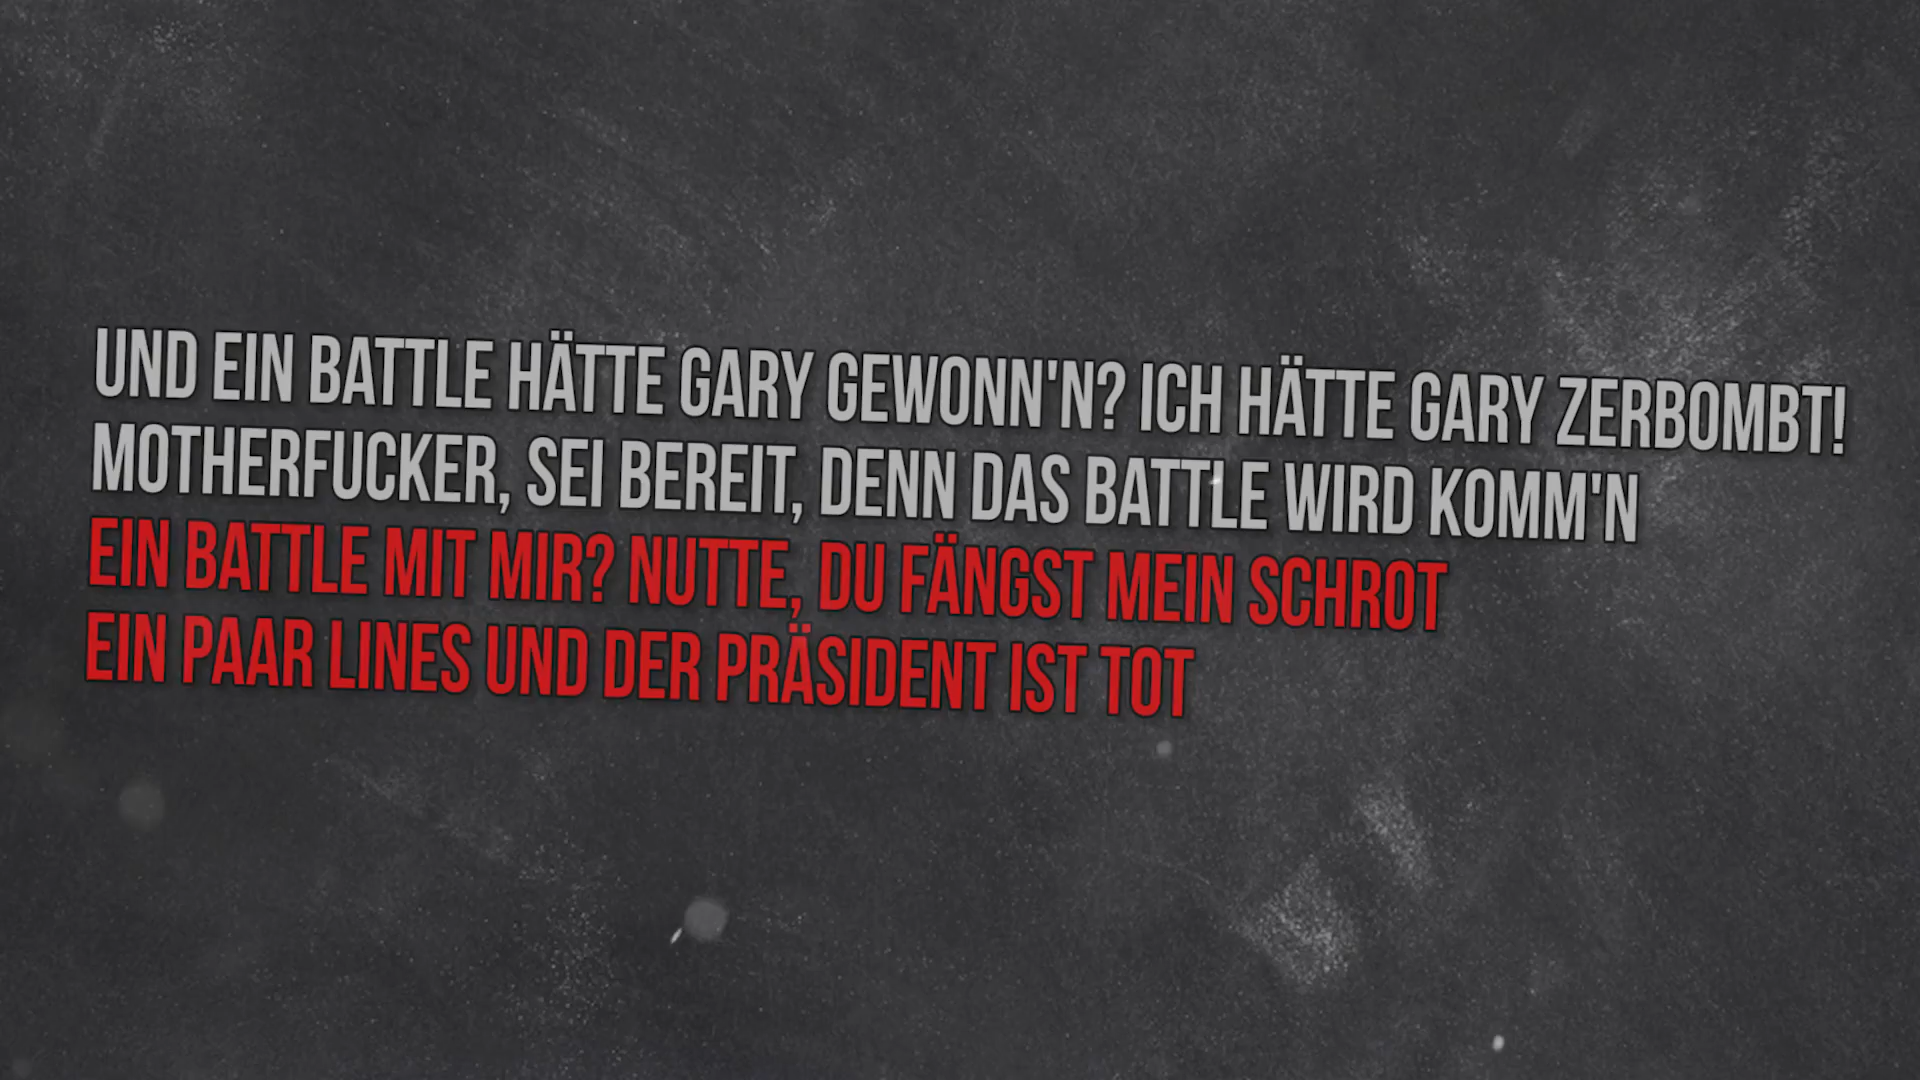 UND EIN BATTLE HÄTTE GARY GEWONN'N? ICH HÄTTE GARY ZERBOMBT!
MOTHERFUCKER, SEI BEREIT, DENN DAS BATTLE WIRD KOMM'N
EIN BATTLE MIT MIR? NUTTE, DU FÄNGST MEIN SCHROT
EIN PAAR LINES UND DER PRÄSIDENT IST TOT